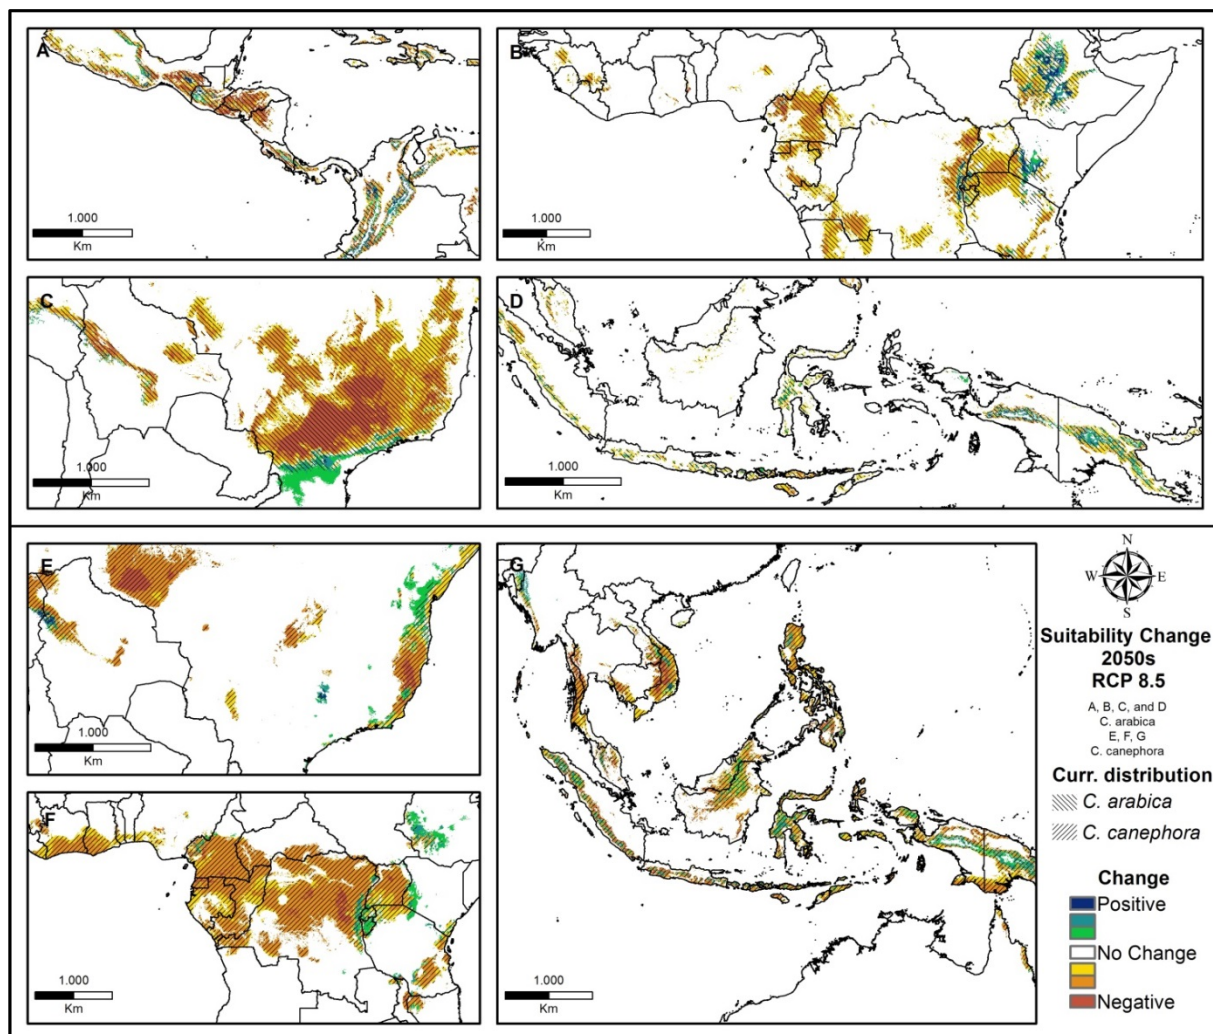 A
1.000
Km
B
1.000
Km
C
1.000
Km
D
1.000
Km
E
1.000
Km
F
1.000
Km
G
1.000
Km
N
W E
S
Suitability Change
2050s
RCP 8.5
A, B, C, and D
C. arabica
E, F, G
C. canephora
Curr. distribution
C. arabica
C. canephora
Change
Positive
No Change
Negative